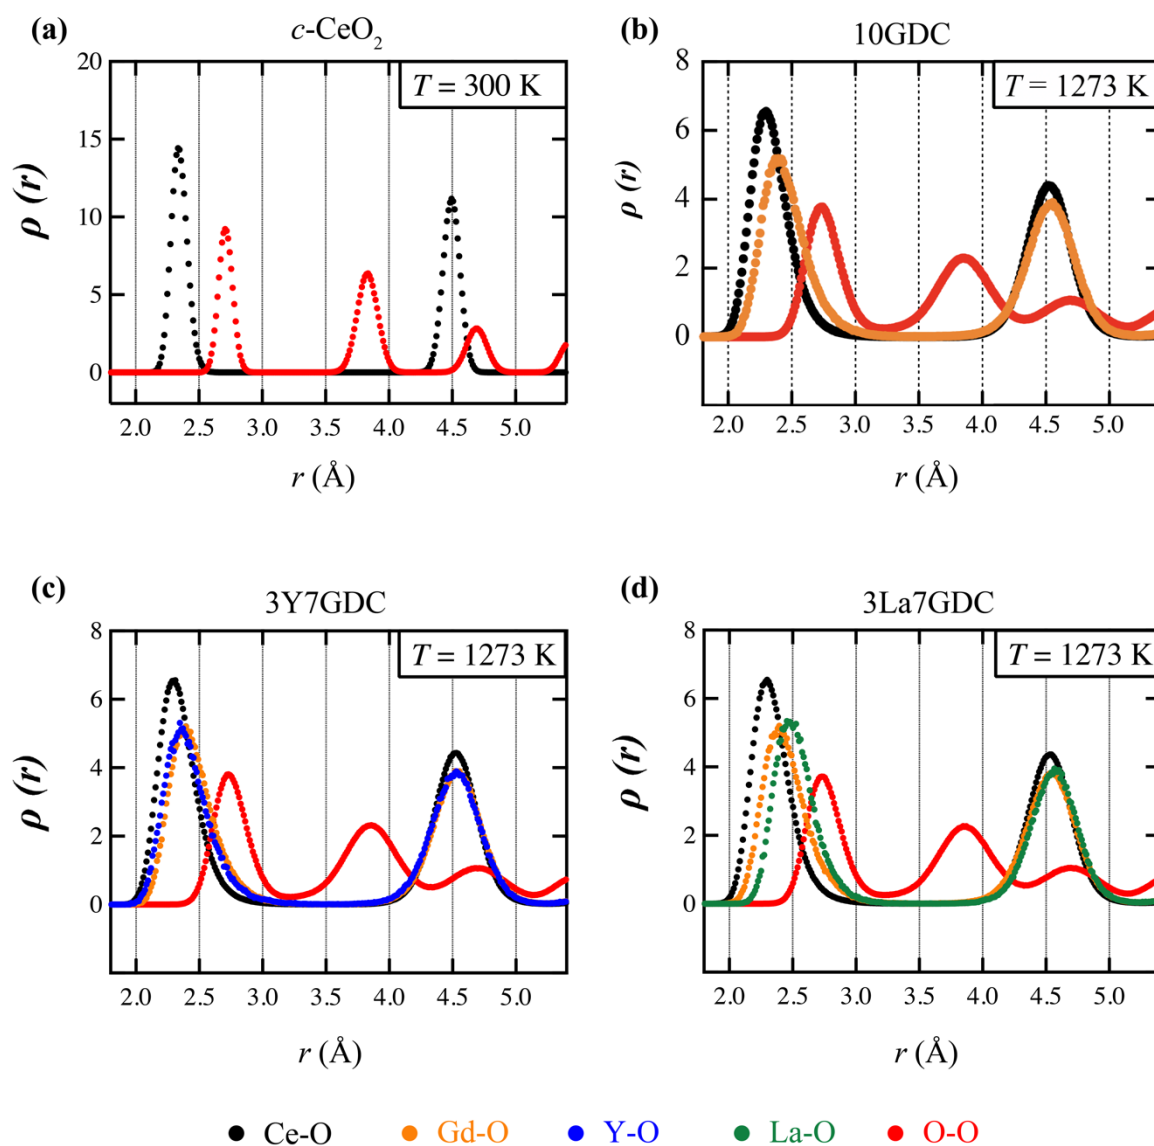 (a) c-CeO2
T = 300 K
20
15
10
5
0
ρ (r)
2.0 2.5 3.0 3.5 4.0 4.5 5.0
r (Å)
(b) 10GDC
T = 1273 K
8
6
4
2
0
ρ (r)
2.0 2.5 3.0 3.5 4.0 4.5 5.0
r (Å)
(c) 3Y7GDC
T = 1273 K
8
6
4
2
0
ρ (r)
2.0 2.5 3.0 3.5 4.0 4.5 5.0
r (Å)
(d) 3La7GDC
T = 1273 K
8
6
4
2
0
ρ (r)
2.0 2.5 3.0 3.5 4.0 4.5 5.0
r (Å)
Ce-O Gd-O Y-O La-O O-O